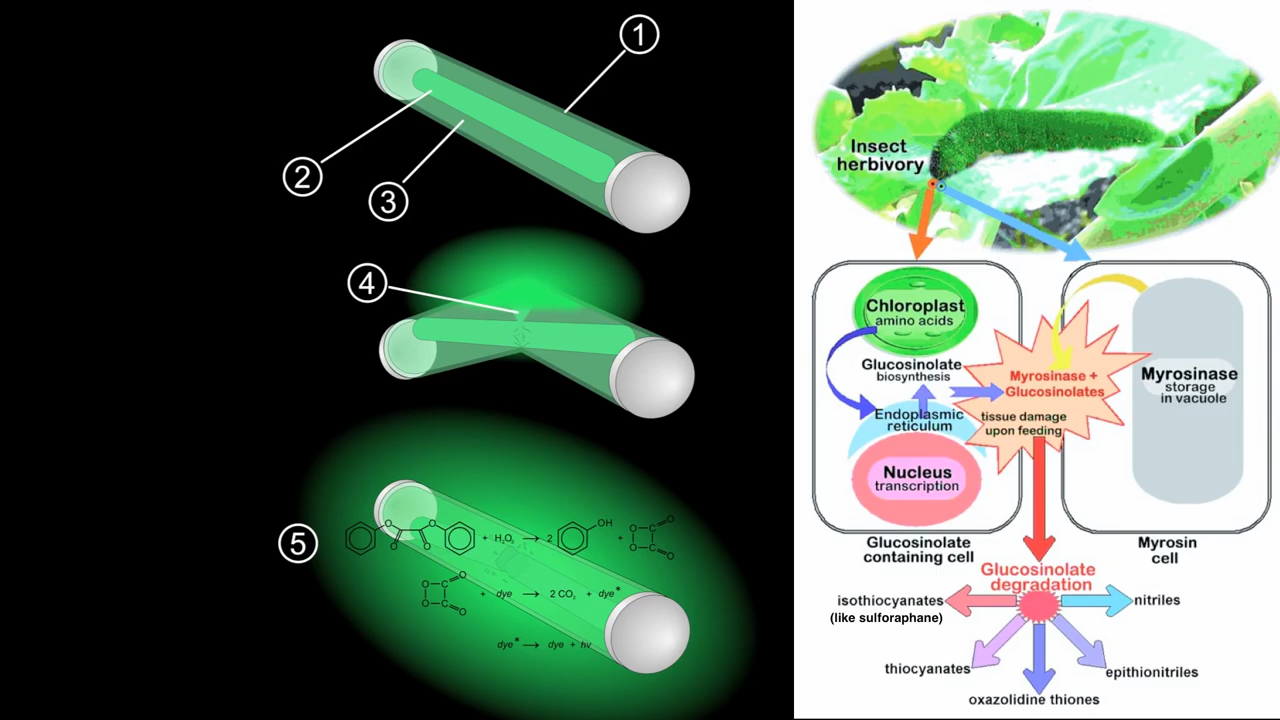 1
2
3
4
5
O O O O + H₂O₂ → 2 OH + O C O O C O
O C O O C O + dye → 2 CO₂ + dye*
dye* → dye + hν
Insect
herbivory
Chloroplast
amino acids
Glucosinolate
biosynthesis
Endoplasmic
reticulum
Nucleus
transcription
Myrosinase +
Glucosinolates
tissue damage
upon feeding
Myrosinase
storage
in vacuole
Glucosinolate
containing cell
Myrosin
cell
Glucosinolate
degradation
isothiocyanates
(like sulforaphane)
nitriles
thiocyanates
epithionitriles
oxazolidine thiones